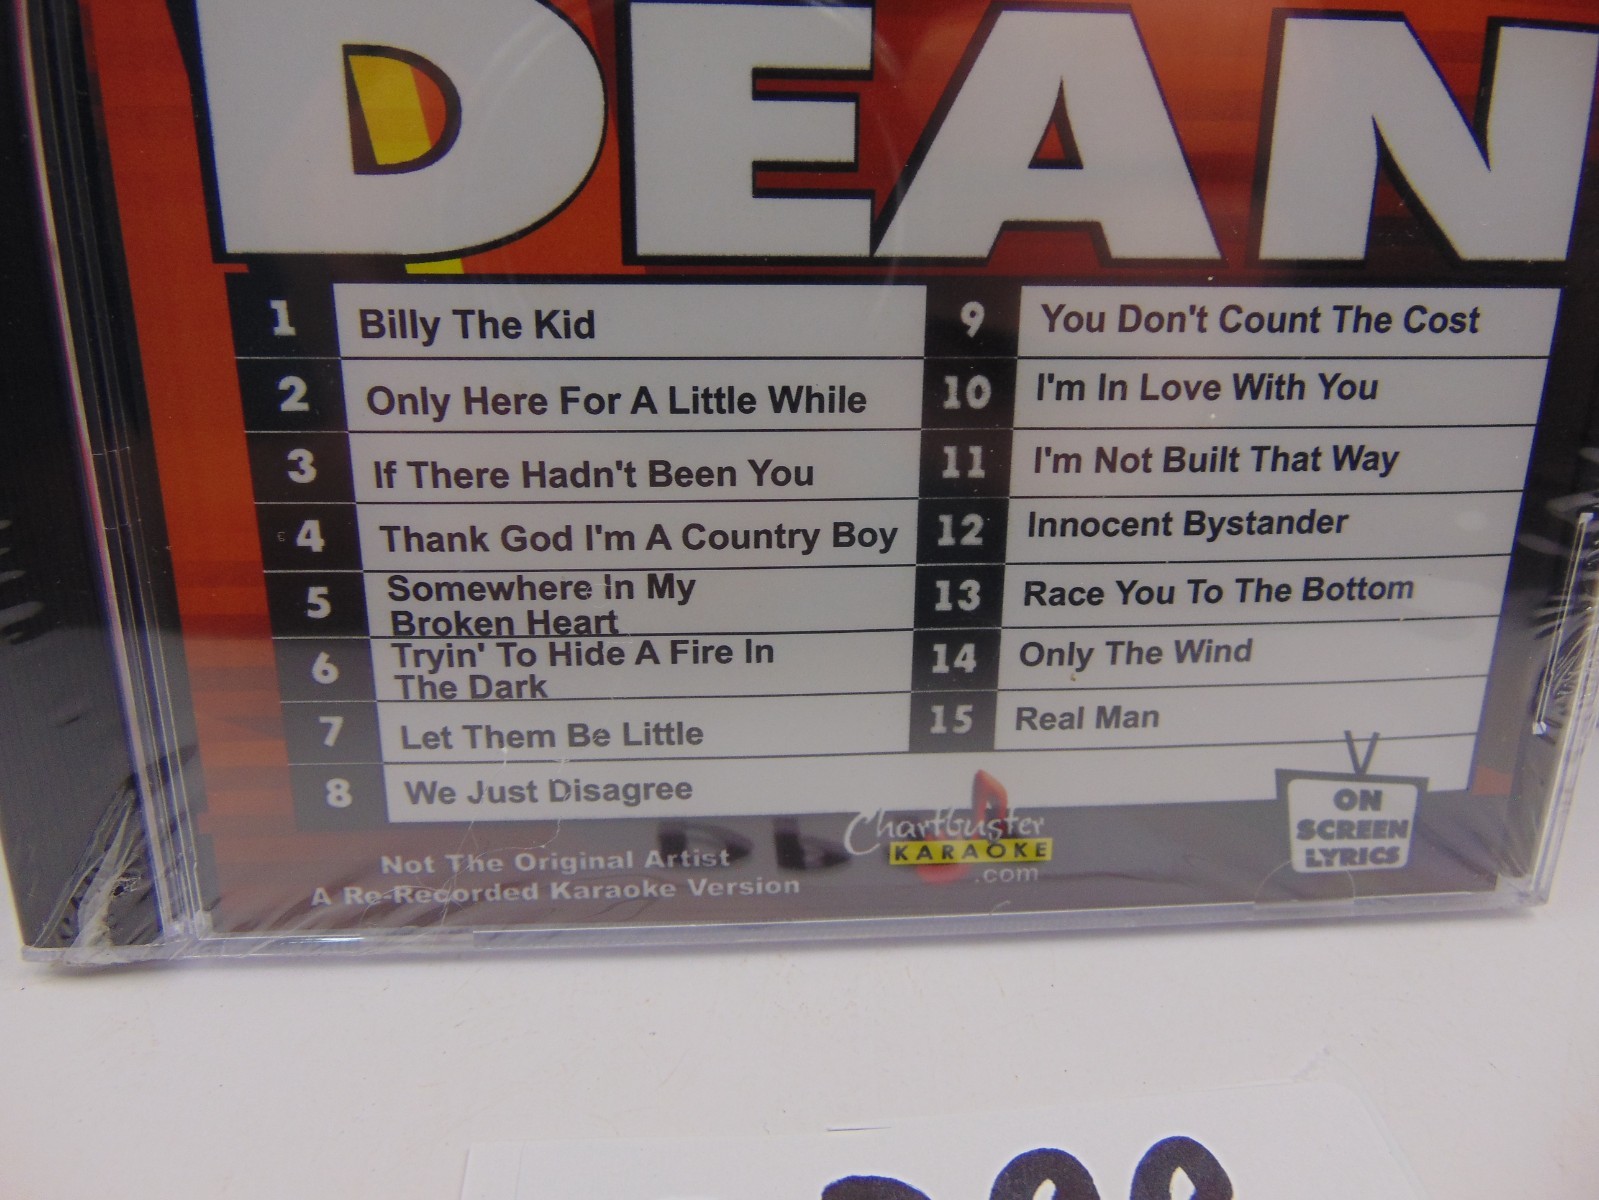 DEAN
1 Billy The Kid
2 Only Here For A Little While
3 If There Hadn't Been You
4 Thank God I'm A Country Boy
5 Somewhere In My
Broken Heart
6 Tryin' To Hide A Fire In
The Dark
7 Let Them Be Little
8 We Just Disagree
9 You Don't Count The Cost
10 I'm In Love With You
11 I'm Not Built That Way
12 Innocent Bystander
13 Race You To The Bottom
14 Only The Wind
15 Real Man
Not The Original Artist
A Re-Recorded Karaoke Version
Chartbuster
KARAOKE
.com
ON
SCREEN
LYRICS